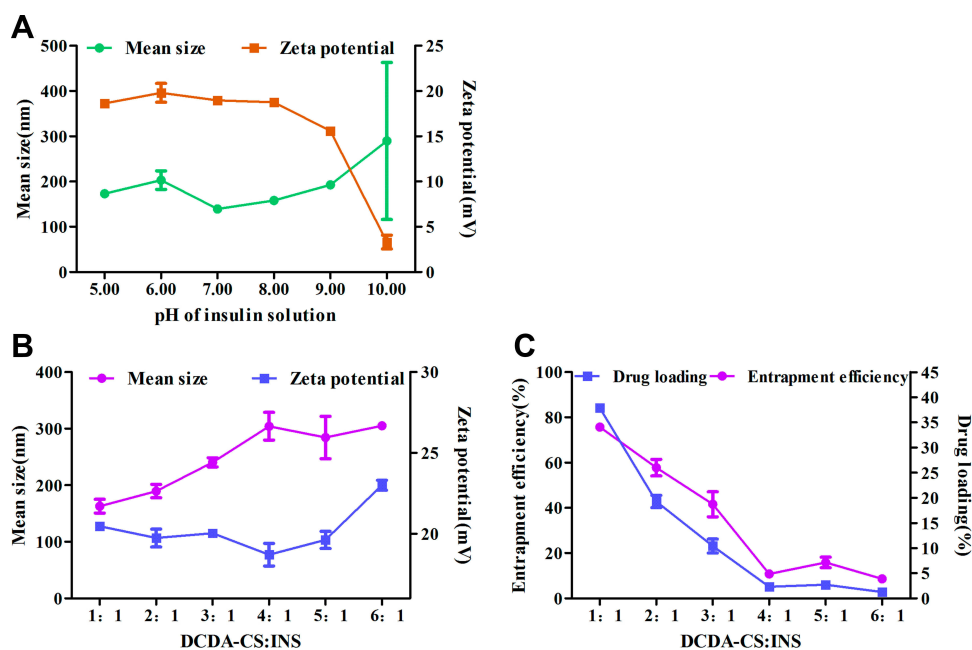 A
Mean size
Zeta potential
500
400
300
200
100
0
Mean size(nm)
25
20
15
10
5
0
Zeta potential(mV)
5.00 6.00 7.00 8.00 9.00 10.00
pH of insulin solution
B
Mean size
Zeta potential
400
300
200
100
0
Mean size(nm)
30
25
20
Zeta potential(mV)
1: 1 2: 1 3: 1 4: 1 5: 1 6: 1
DCDA-CS:INS
C
Drug loading
Entrapment efficiency
100
80
60
40
20
0
Entrapment efficiency(%)
45
40
35
30
25
20
15
10
5
0
Drug loading(%)
1: 1 2: 1 3: 1 4: 1 5: 1 6: 1
DCDA-CS:INS